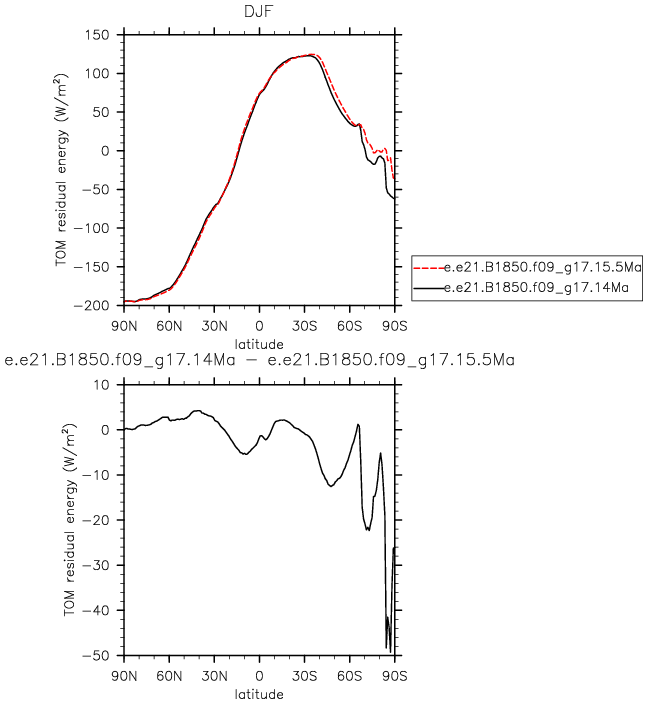 DJF
150
100
50
0
−50
−100
−150
−200
TOM residual energy (W/m²)
90N 60N 30N 0 30S 60S 90S
latitude
e.e21.B1850.f09_g17.15.5Ma
e.e21.B1850.f09_g17.14Ma
e.e21.B1850.f09_g17.14Ma − e.e21.B1850.f09_g17.15.5Ma
10
0
−10
−20
−30
−40
−50
TOM residual energy (W/m²)
90N 60N 30N 0 30S 60S 90S
latitude